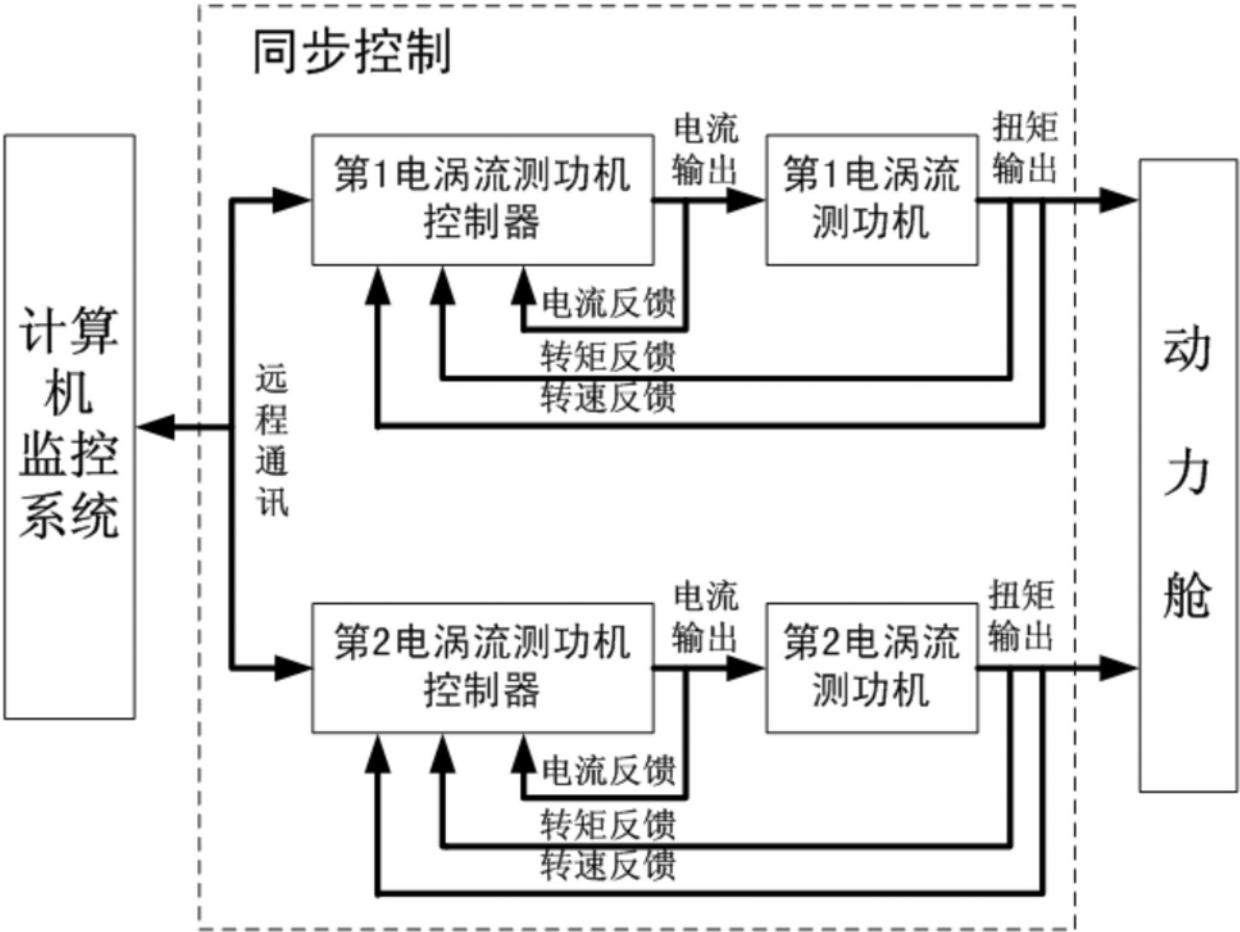 同步控制
计算
机
监控
系统
远
程
通
讯
第1电涡流测功机
控制器
电流
输出
第1电涡流
测功机
扭矩
输出
电流反馈
转矩反馈
转速反馈
第2电涡流测功机
控制器
电流
输出
第2电涡流
测功机
扭矩
输出
电流反馈
转矩反馈
转速反馈
动
力
舱